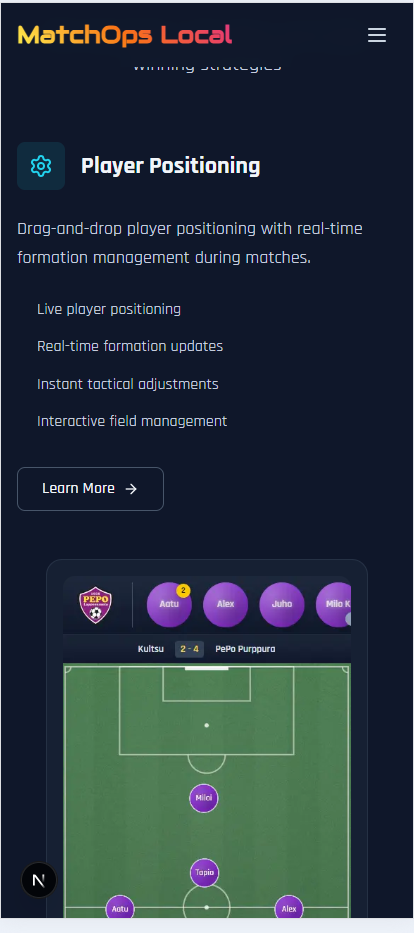 MatchOps Local
winning strategies
Player Positioning
Drag-and-drop player positioning with real-time
formation management during matches.
Live player positioning
Real-time formation updates
Instant tactical adjustments
Interactive field management
Learn More →
PEPO
2
Aatu
Alex
Juha
Mila K
Kultsu 2 - 4 PePo Purppura
Tapio
N
Aatu
Alex